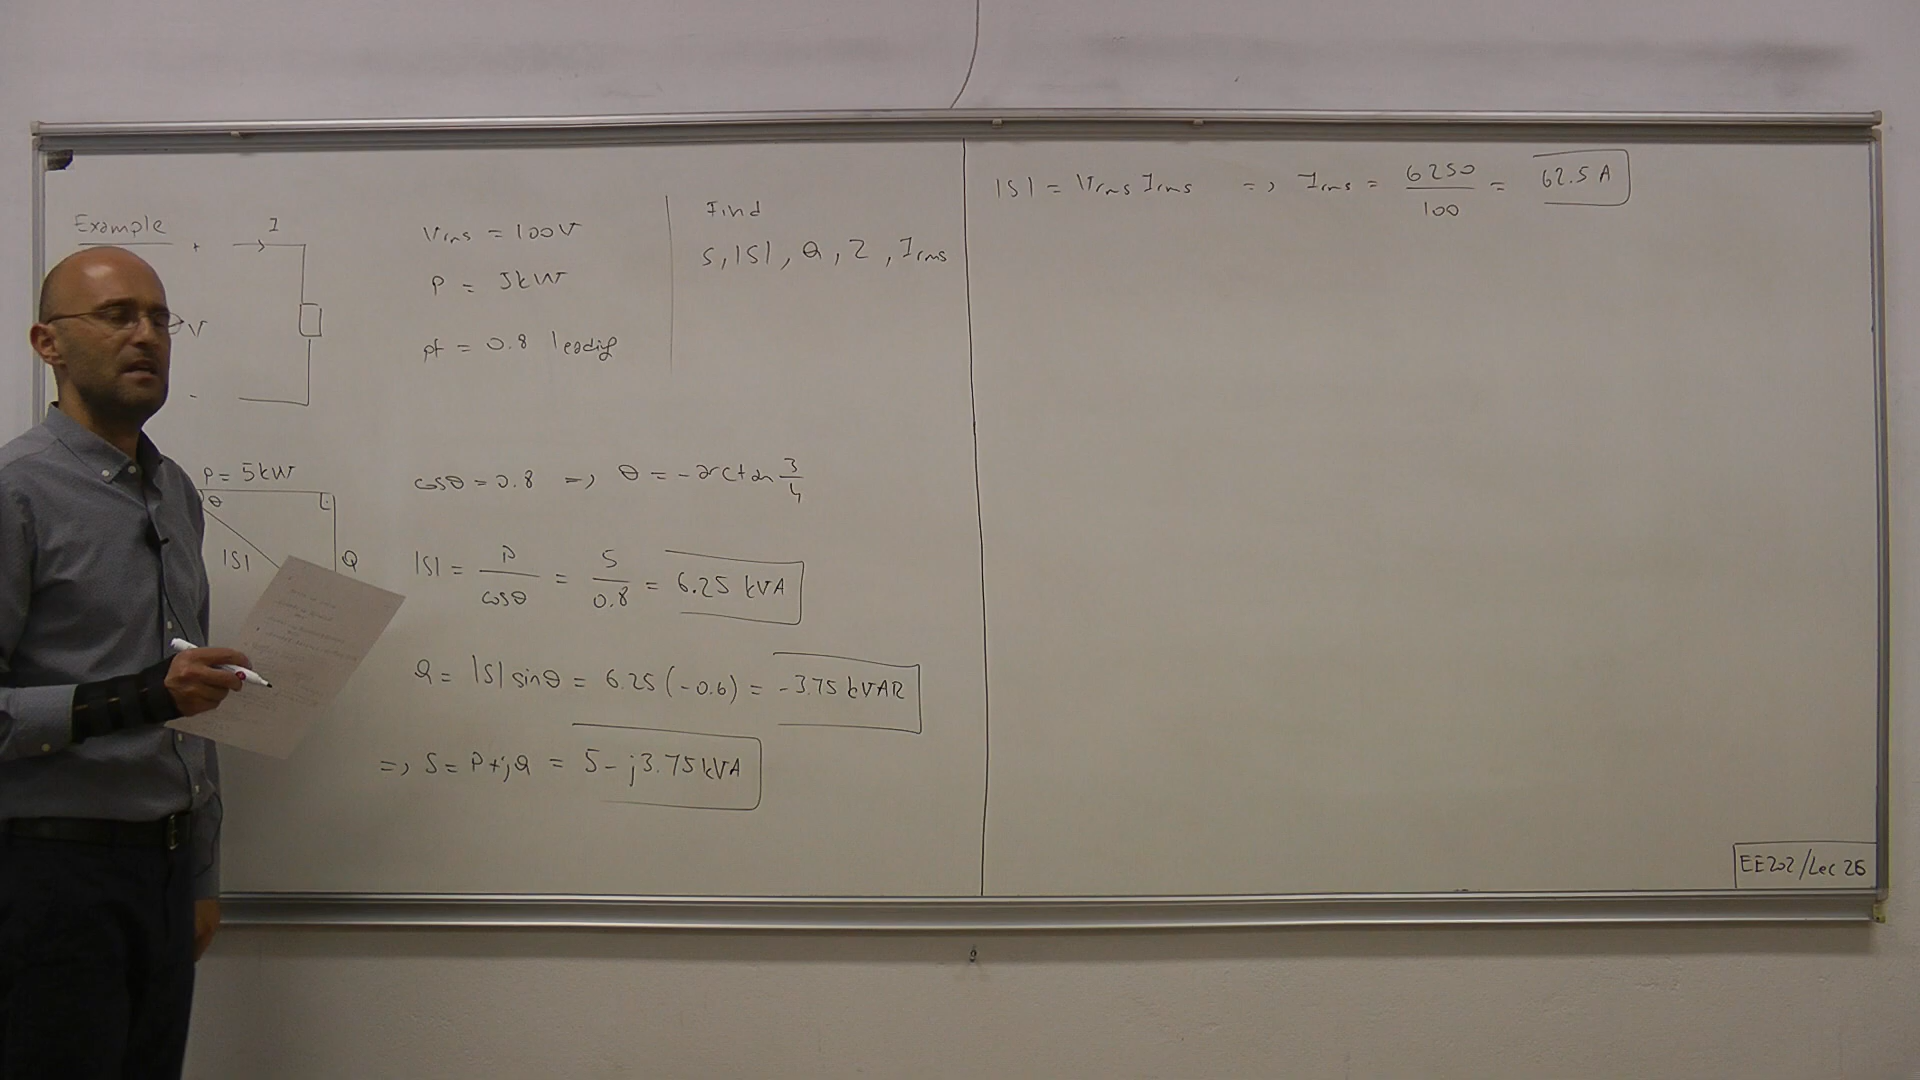 Example
+ I
V
-
Vrms = 100V
P = 5kW
pf = 0.8 leading
Find
S, |S|, Q, Z, Irms
P = 5kW
θ
|S|
Q
cosθ = 0.8 => θ = -arctan 3/4
|S| = P/cosθ = 5/0.8 = 6.25 kVA
Q = |S| sinθ = 6.25 (-0.6) = -3.75 kVAR
=> S = P + jQ = 5 - j3.75 kVA
|S| = Vrms Irms => Irms = 6250/100 = 62.5 A
EE202/Lec 26